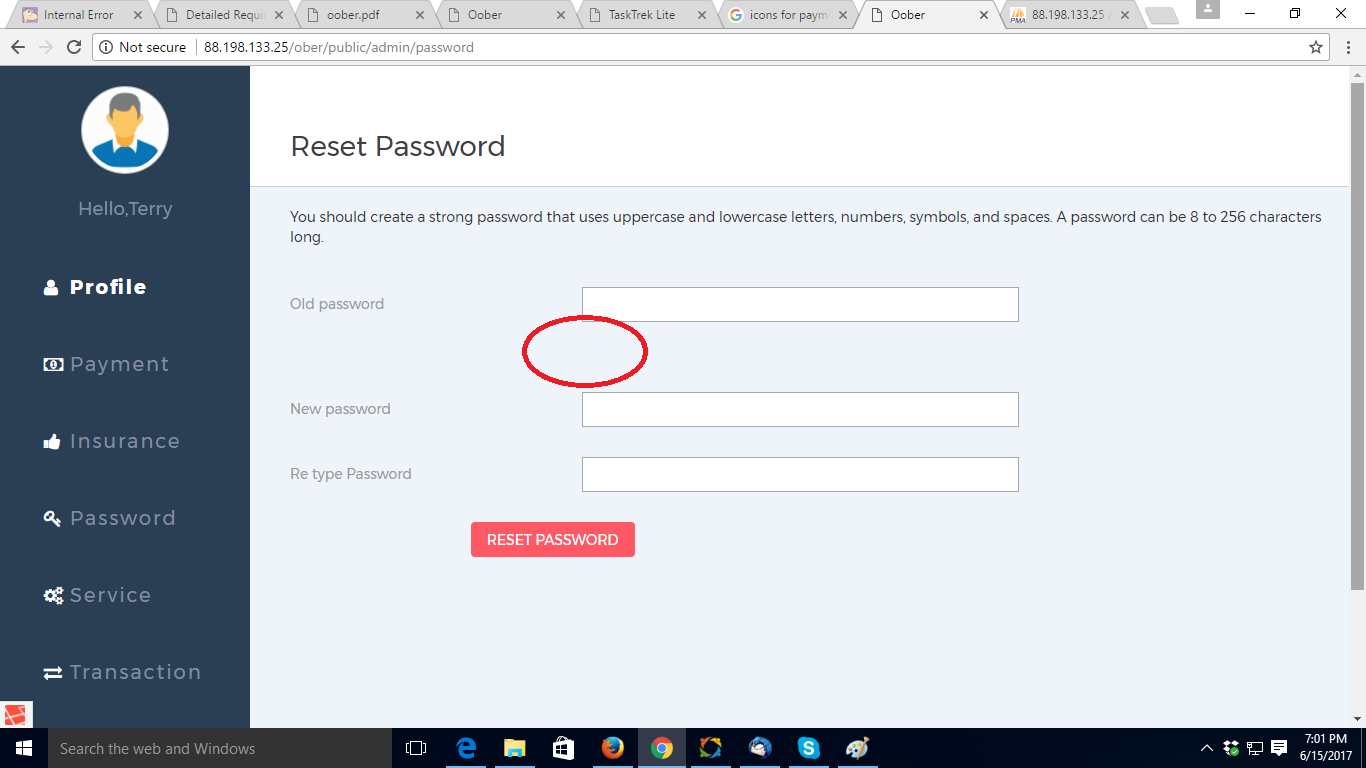 Internal Error
Detailed Requi
oober.pdf
Oober
TaskTrek Lite
icons for paym
Oober
PMA
88.198.133.25 /
Not secure
88.198.133.25/ober/public/admin/password
Hello,Terry
Profile
Payment
Insurance
Password
Service
Transaction
Reset Password
You should create a strong password that uses uppercase and lowercase letters, numbers, symbols, and spaces. A password can be 8 to 256 characters
long.
Old password
New password
Re type Password
RESET PASSWORD
Search the web and Windows
7:01 PM
6/15/2017